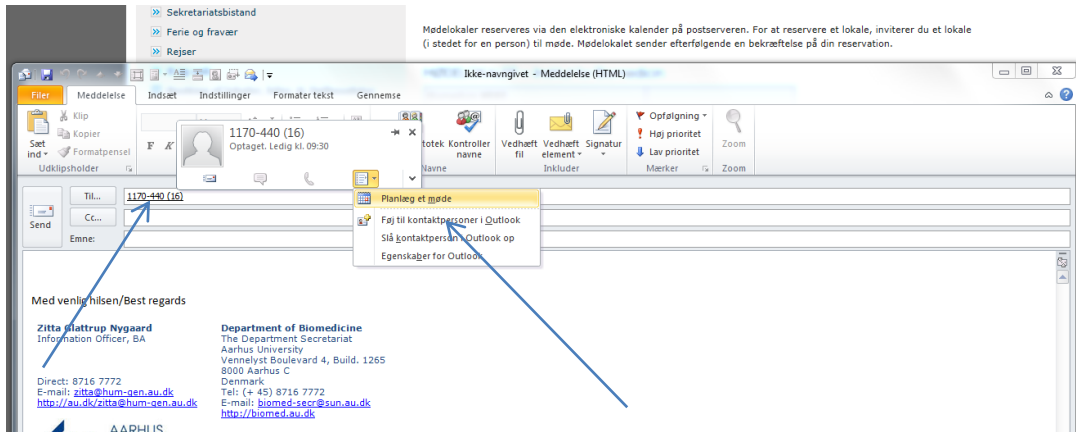 Sekretariatsbistand
Ferie og fravær
Rejser
Mødelokaler reserveres via den elektroniske kalender på postserveren. For at reservere et lokale, inviterer du et lokale
(i stedet for en person) til møde. Mødelokalet sender efterfølgende en bekræftelse på din reservation.
Ikke-navngivet - Meddelelse (HTML)
Filer Meddelelse Indsæt Indstillinger Formater tekst Gennemse
Sæt ind
Klip
Kopier
Formatpensel
Udklipsholder
F K
1170-440 (16)
Optaget. Ledig kl. 09:30
Kontroller navne
Navne
Vedhæft fil
Vedhæft element
Signatur
Inkluder
Opfølgning
Høj prioritet
Lav prioritet
Mærker
Zoom
Zoom
Send
Til... 1170-440 (16)
Cc...
Emne:
Planlæg et møde
Føj til kontaktpersoner i Outlook
Slå kontaktperson i Outlook op
Egenskaber for Outlook
Med venlig hilsen/Best regards
Zitta Glattrup Nygaard
Information Officer, BA
Direct: 8716 7772
E-mail: zitta@hum-gen.au.dk
http://au.dk/zitta@hum-gen.au.dk
Department of Biomedicine
The Department Secretariat
Aarhus University
Vennelyst Boulevard 4, Build. 1265
8000 Aarhus C
Denmark
Tel: (+ 45) 8716 7772
E-mail: biomed-secr@sun.au.dk
http://biomed.au.dk
AARHUS